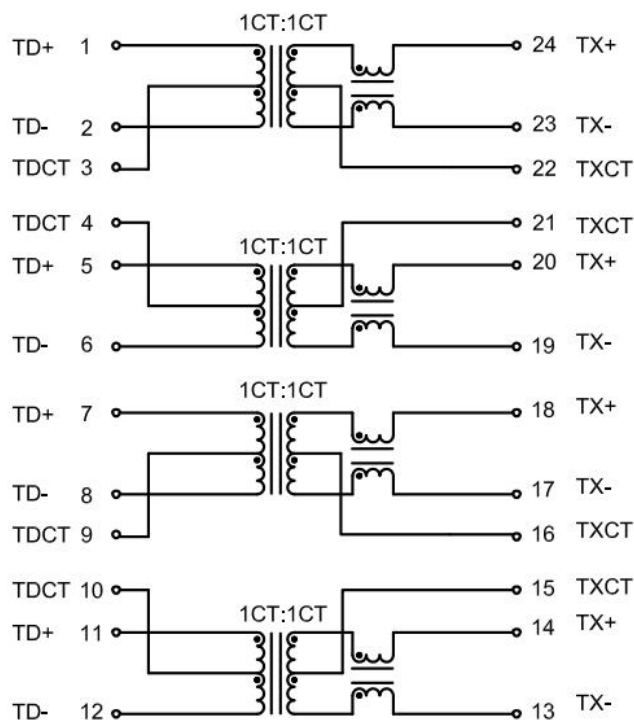 1CT:1CT
TD+ 1 24 TX+
TD- 2 23 TX-
TDCT 3 22 TXCT
TDCT 4 21 TXCT
1CT:1CT
TD+ 5 20 TX+
TD- 6 19 TX-
1CT:1CT
TD+ 7 18 TX+
TD- 8 17 TX-
TDCT 9 16 TXCT
TDCT 10 15 TXCT
1CT:1CT
TD+ 11 14 TX+
TD- 12 13 TX-